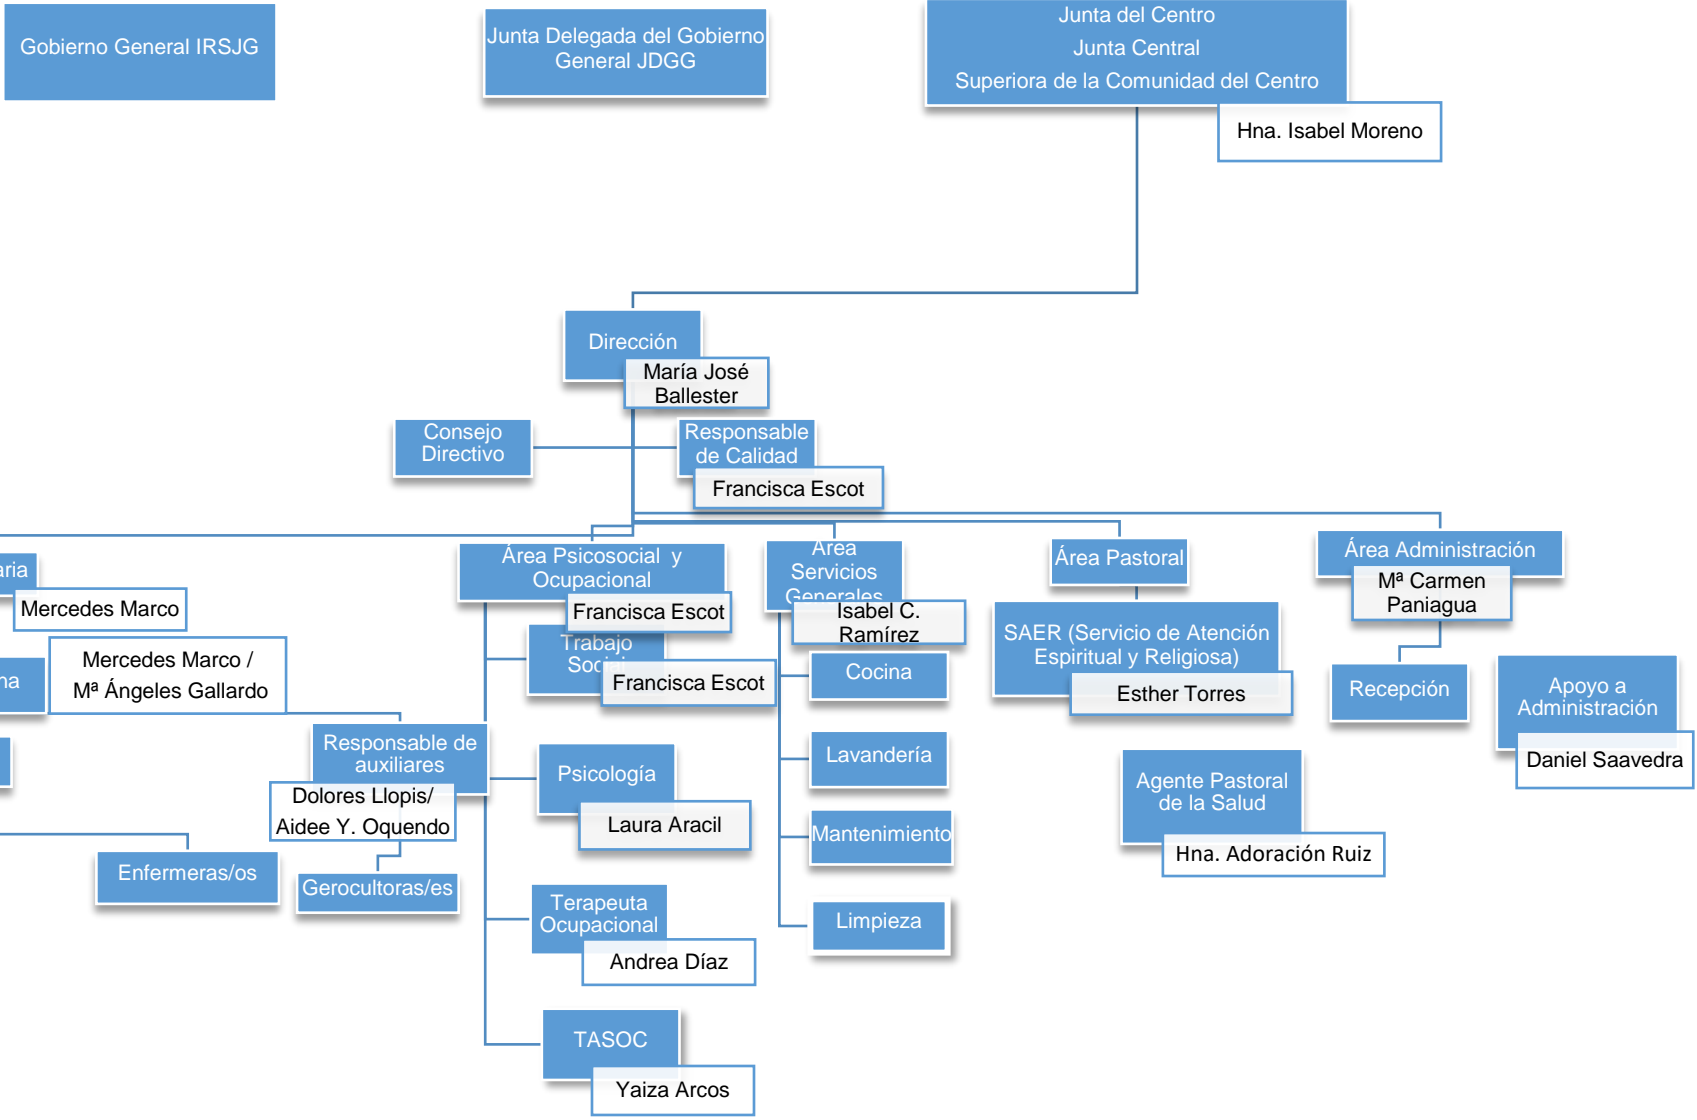 Gobierno General IRSJG
Junta Delegada del Gobierno
General JDGG
Junta del Centro
Junta Central
Superiora de la Comunidad del Centro
Hna. Isabel Moreno
Dirección
María José
Ballester
Consejo
Directivo
Responsable
de Calidad
Francisca Escot
aria
Mercedes Marco
na
Mercedes Marco /
Mª Ángeles Gallardo
Responsable de
auxiliares
Dolores Llopis/
Aidee Y. Oquendo
Enfermeras/os
Gerocultoras/es
Área Psicosocial y
Ocupacional
Francisca Escot
Trabajo
Social
Francisca Escot
Psicología
Laura Aracil
Terapeuta
Ocupacional
Andrea Díaz
TASOC
Yaiza Arcos
Área
Servicios
Generales
Isabel C.
Ramírez
Cocina
Lavandería
Mantenimiento
Limpieza
Área Pastoral
SAER (Servicio de Atención
Espiritual y Religiosa)
Esther Torres
Agente Pastoral
de la Salud
Hna. Adoración Ruiz
Área Administración
Mª Carmen
Paniagua
Recepción
Apoyo a
Administración
Daniel Saavedra